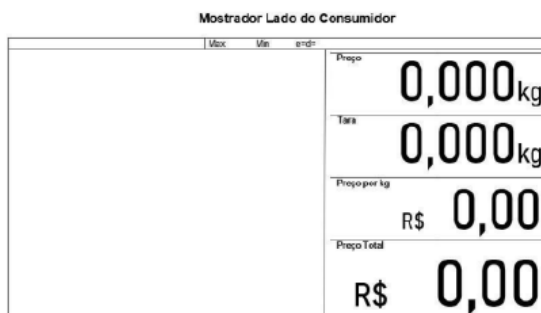 Mostrador Lado do Consumidor
Max Min e=d=
Preço
0,000kg
Tara
0,000kg
Preço por kg
R$ 0,00
Preço Total
R$ 0,00